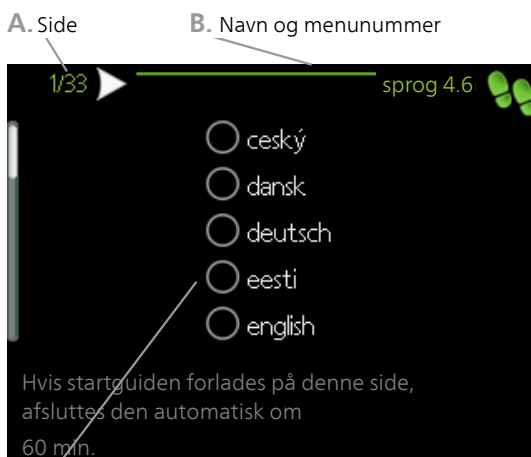 A. Side
B. Navn og menunummer
1/33
sprog 4.6
ceský
dansk
deutsch
eesti
english
Hvis startguiden forlades på denne side,
afsluttes den automatisk om
60 min.